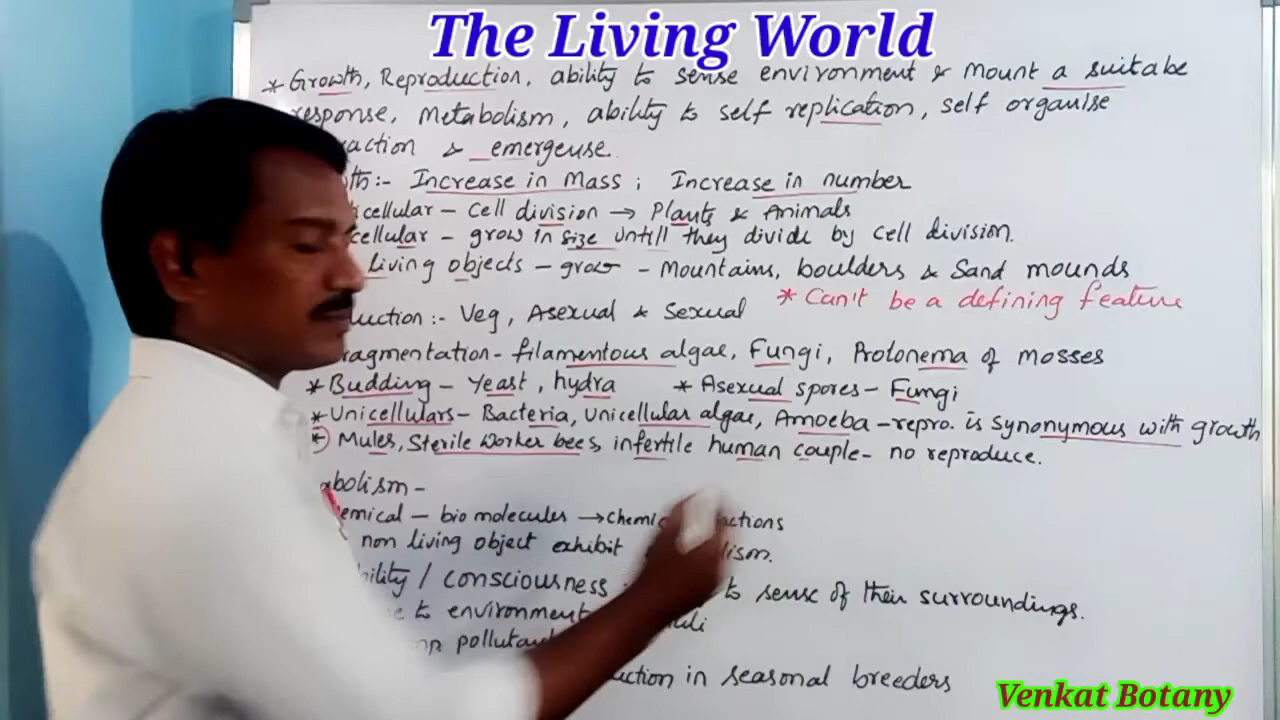 The Living World
* Growth, Reproduction, ability to sense environment & Mount a suitabe
response, Metabolism, ability to self replication, self organise
action & emergeuse.
th:- Increase in Mass ; Increase in number
cellular - Cell division → Plants & Animals
cellular - grow in size untill they divide by cell division.
Living objects - grow - Mountains, boulders & Sand mounds
* Can't be a defining feature
uction :- Veg, Asexual & Sexual
ragmentation - filamentous algae, Fungi, Protonema of mosses
* Budding - Yeast, hydra * Asexual spores - Fungi
* Unicellulars - Bacteria, Unicellular algae, Amoeba - repro. is Synonymous with growth
* Mules, Sterile Worker bees, infertile human couple - no reproduce.
abolism -
emical - bio molecules → Chemic actions
non living object exhibit lism.
ility / consciousness : to sense of their surroundings.
e to environment uli
pollutan
uction in seasonal breeders
Venkat Botany